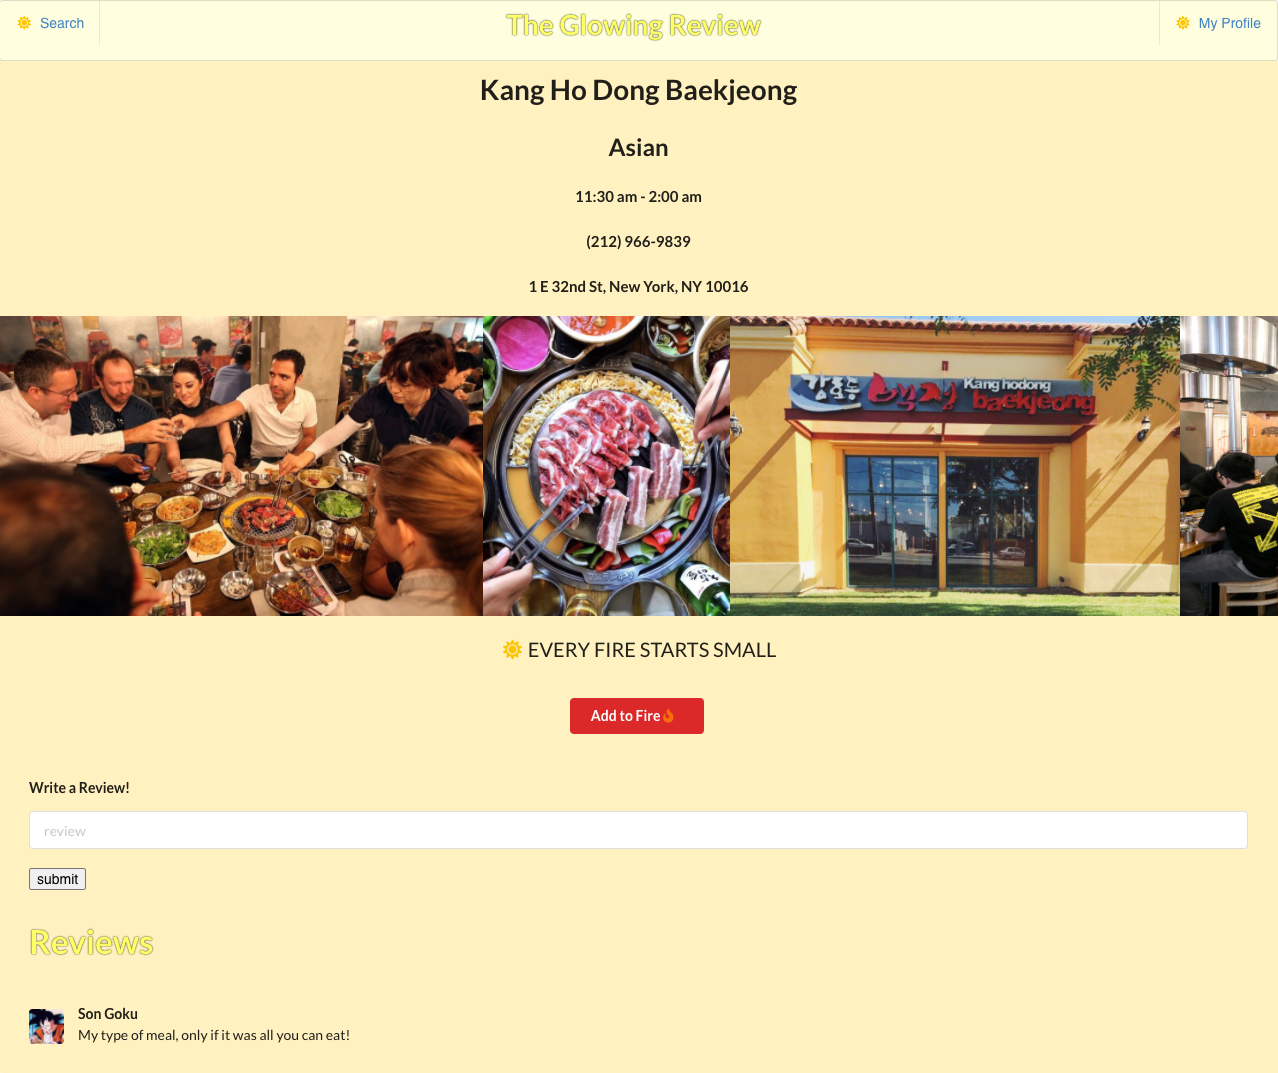 Search
The Glowing Review
My Profile
Kang Ho Dong Baekjeong
Asian
11:30 am - 2:00 am
(212) 966-9839
1 E 32nd St, New York, NY 10016
강호동 백정 Kang hodong
baekjeong
EVERY FIRE STARTS SMALL
Add to Fire
Write a Review!
review
submit
Reviews
Son Goku
My type of meal, only if it was all you can eat!